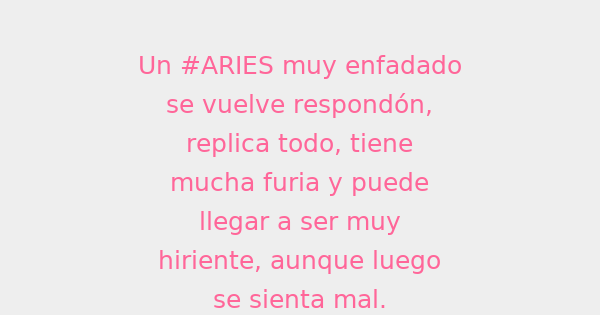 Un #ARIES muy enfadado
se vuelve respondón,
replica todo, tiene
mucha furia y puede
llegar a ser muy
hiriente, aunque luego
se sienta mal.